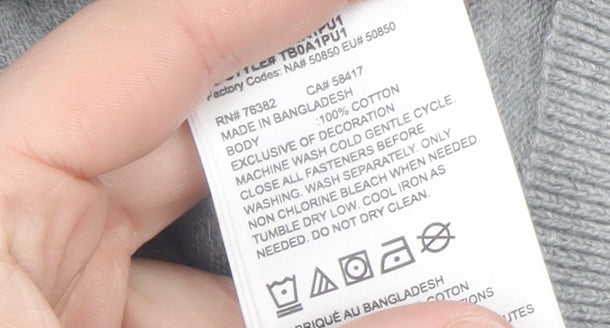 STYLE# TB0A1PU1
Factory Codes: NA# 50850 EU# 50850
RN# 76382 CA# 58417
MADE IN BANGLADESH
BODY :100% COTTON
EXCLUSIVE OF DECORATION
MACHINE WASH COLD GENTLE CYCLE.
CLOSE ALL FASTENERS BEFORE
WASHING. WASH SEPARATELY. ONLY
NON CHLORINE BLEACH WHEN NEEDED.
TUMBLE DRY LOW. COOL IRON AS
NEEDED. DO NOT DRY CLEAN.
AU BANGLADESH